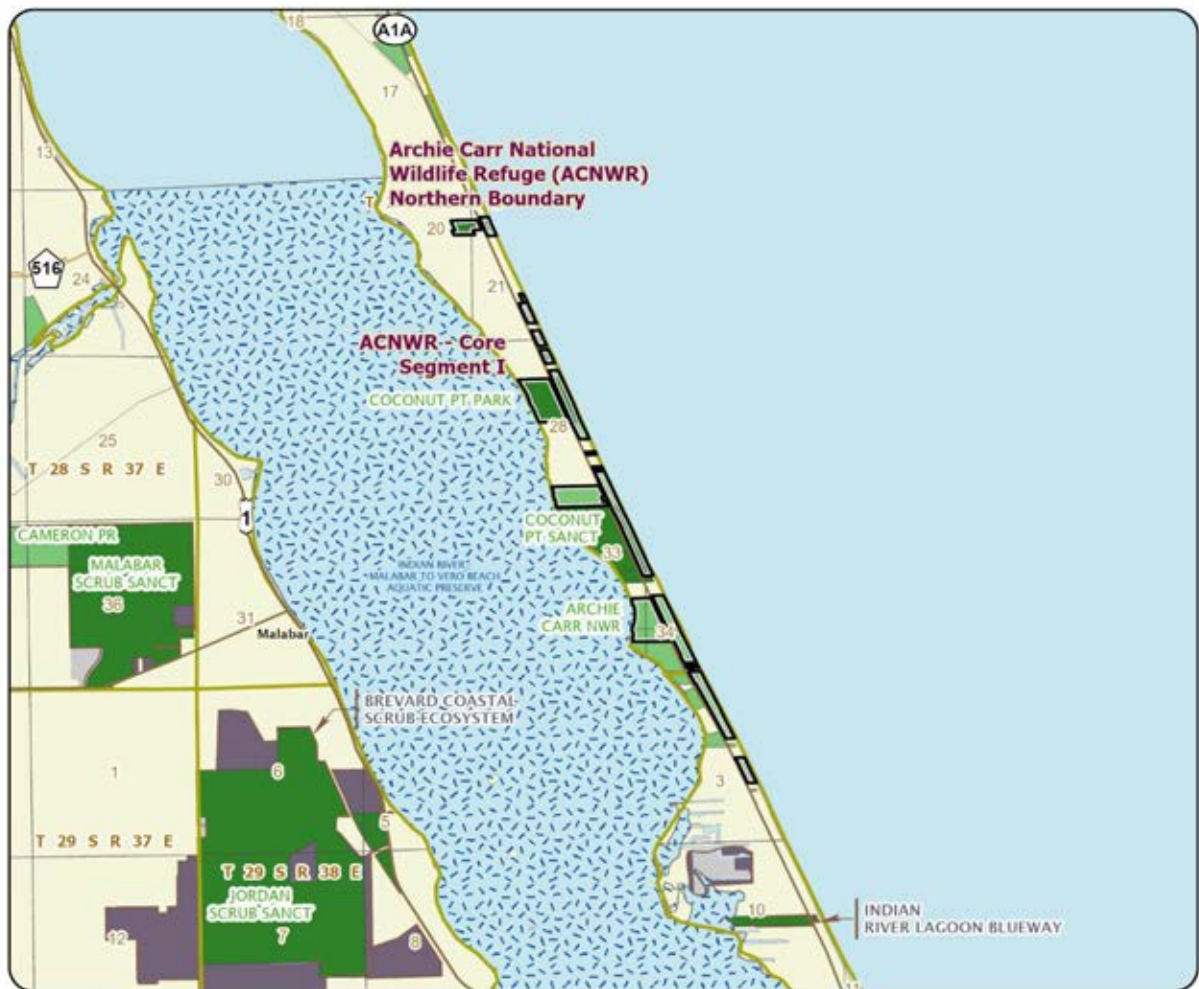 18
A1A
17
13
Archie Carr National
Wildlife Refuge (ACNWR)
Northern Boundary
T
20
516
24
21
ACNWR - Core
Segment I
COCONUT PT PARK
28
25
T 28 S R 37 E
30
1
COCONUT
PT SANCT
33
CAMERON PR
MALABAR
SCRUB SANCT
36
INDIAN RIVER
MALABAR TO VERO BEACH
AQUATIC PRESERVE
31
Malabar
ARCHIE
CARR NWR
34
BREVARD COASTAL
SCRUB ECOSYSTEM
1
6
3
5
T 29 S R 37 E
T 29 S R 38 E
JORDAN
SCRUB SANCT
7
12
8
10
INDIAN
RIVER LAGOON BLUEWAY
11